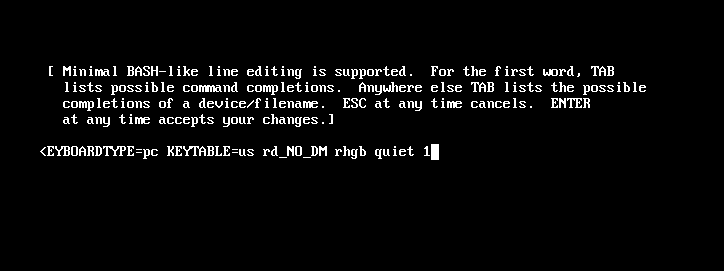 [ Minimal BASH-like line editing is supported.  For the first word, TAB
lists possible command completions.  Anywhere else TAB lists the possible
completions of a device/filename.  ESC at any time cancels.  ENTER
at any time accepts your changes.]
<EYBOARDTYPE=pc KEYTABLE=us rd_NO_DM rhgb quiet 1